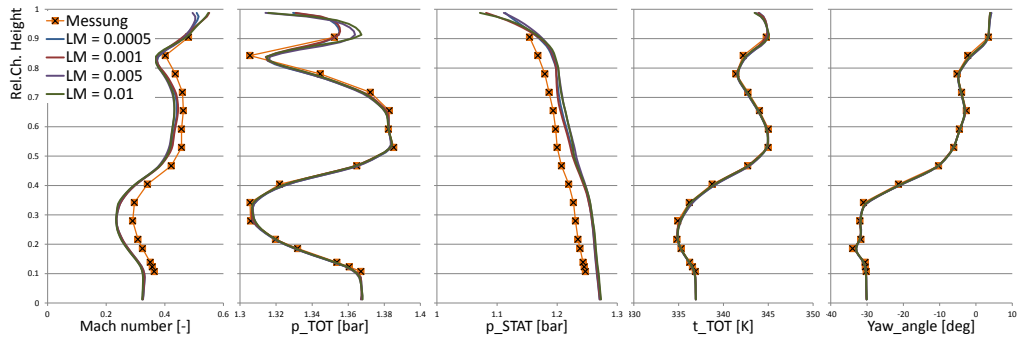 Rel.Ch. Height
1
0.9
0.8
0.7
0.6
0.5
0.4
0.3
0.2
0.1
0
Messung
LM = 0.0005
LM = 0.001
LM = 0.005
LM = 0.01
0 0.2 0.4 0.6
Mach number [-]
1.3 1.32 1.34 1.36 1.38 1.4
p_TOT [bar]
1 1.1 1.2 1.3
p_STAT [bar]
330 335 340 345 350
t_TOT [K]
-40 -30 -20 -10 0 10
Yaw_angle [deg]